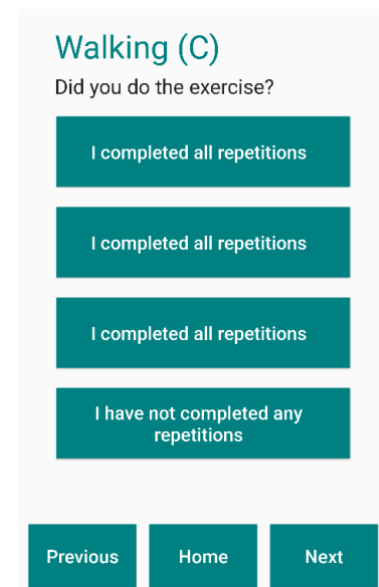 Walking (C)
Did you do the exercise?
I completed all repetitions
I completed all repetitions
I completed all repetitions
I have not completed any
repetitions
Previous Home Next